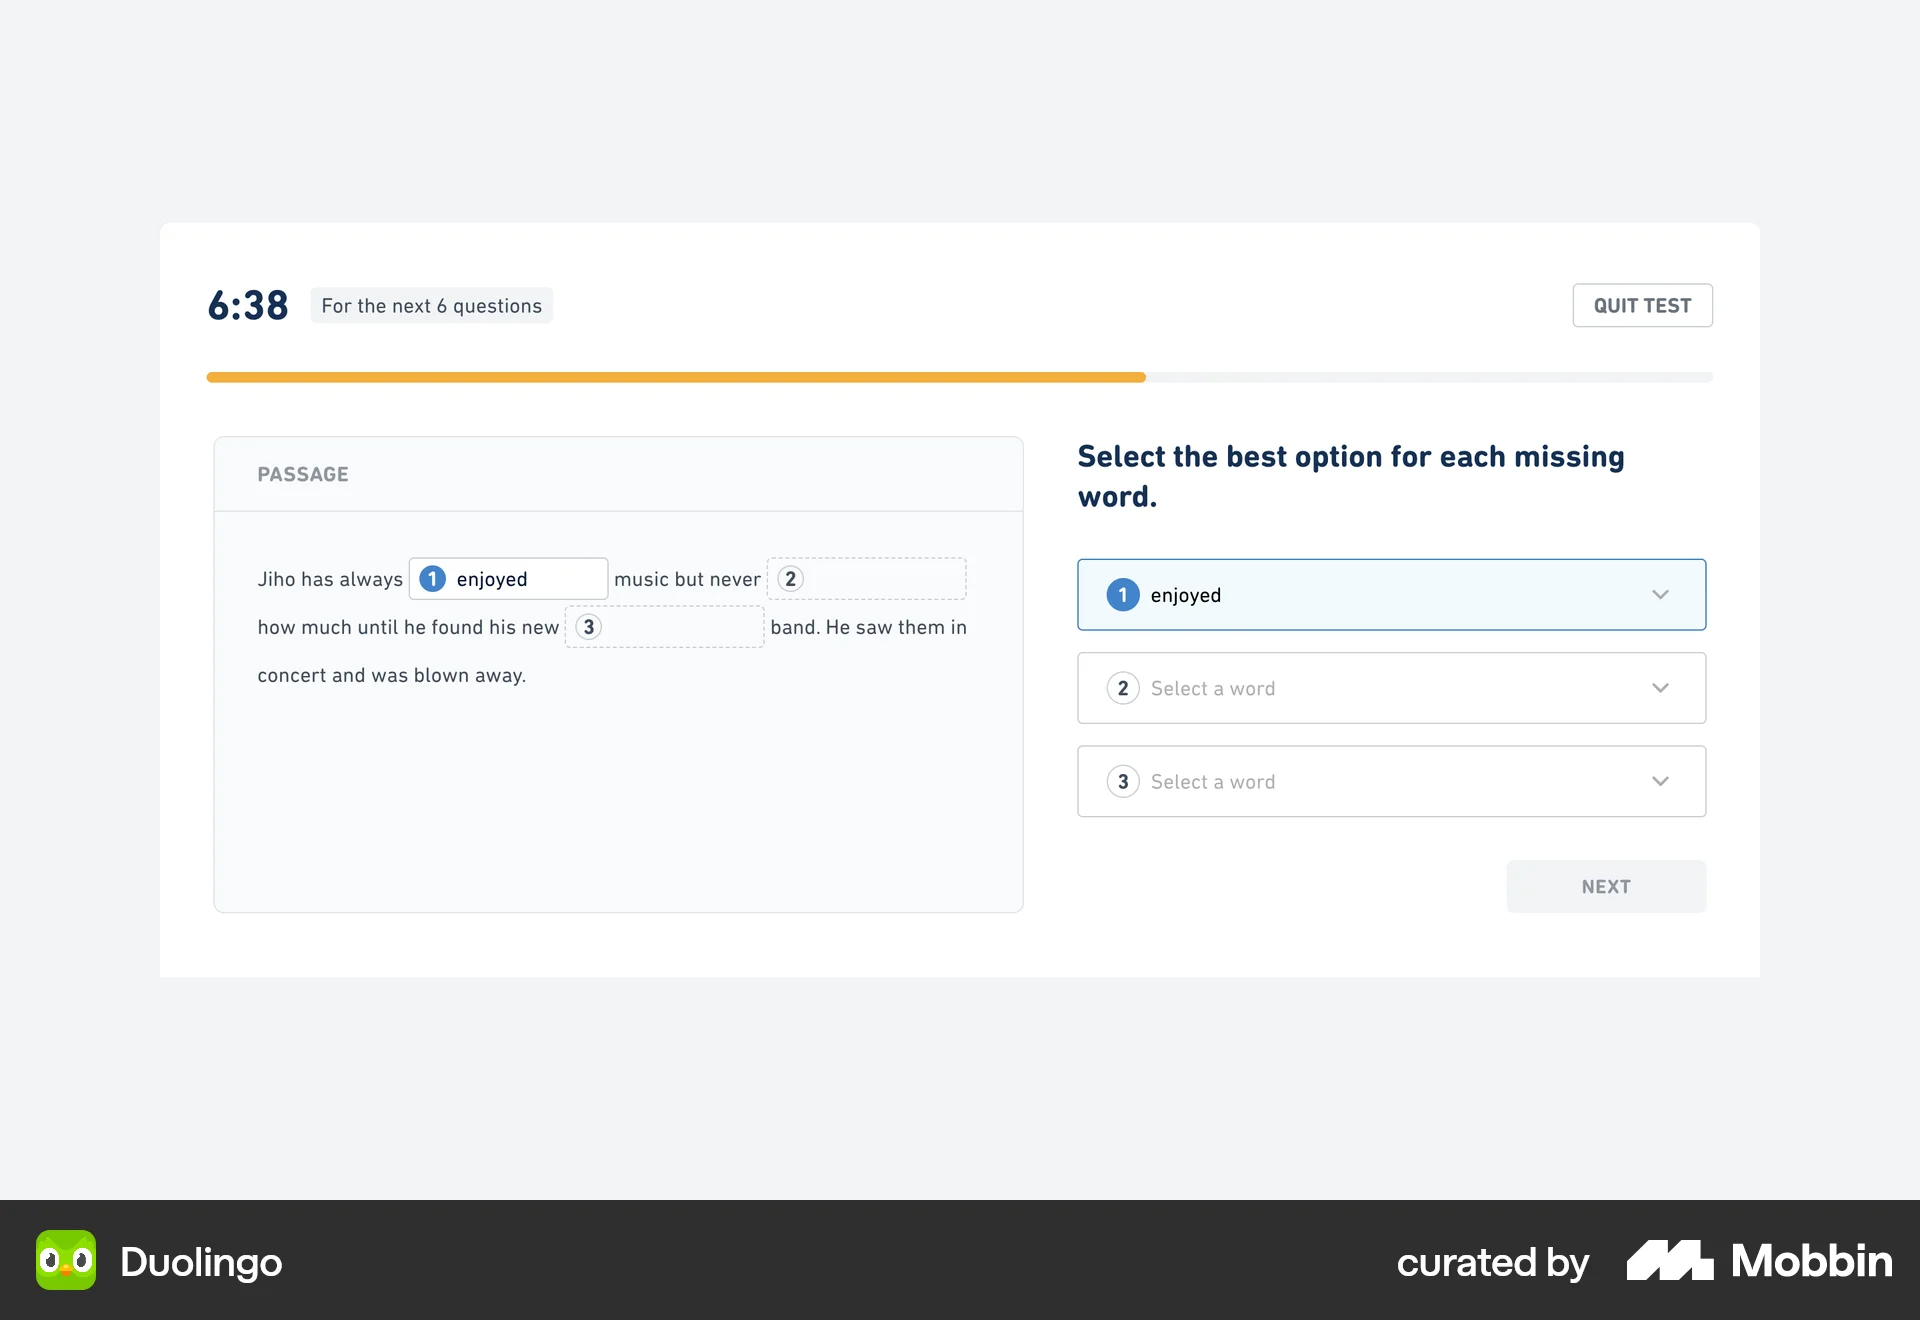 6:38 For the next 6 questions
QUIT TEST
PASSAGE
Jiho has always 1 enjoyed music but never 2
how much until he found his new 3 band. He saw them in
concert and was blown away.
Select the best option for each missing
word.
1 enjoyed
2 Select a word
3 Select a word
NEXT
Duolingo
curated by Mobbin